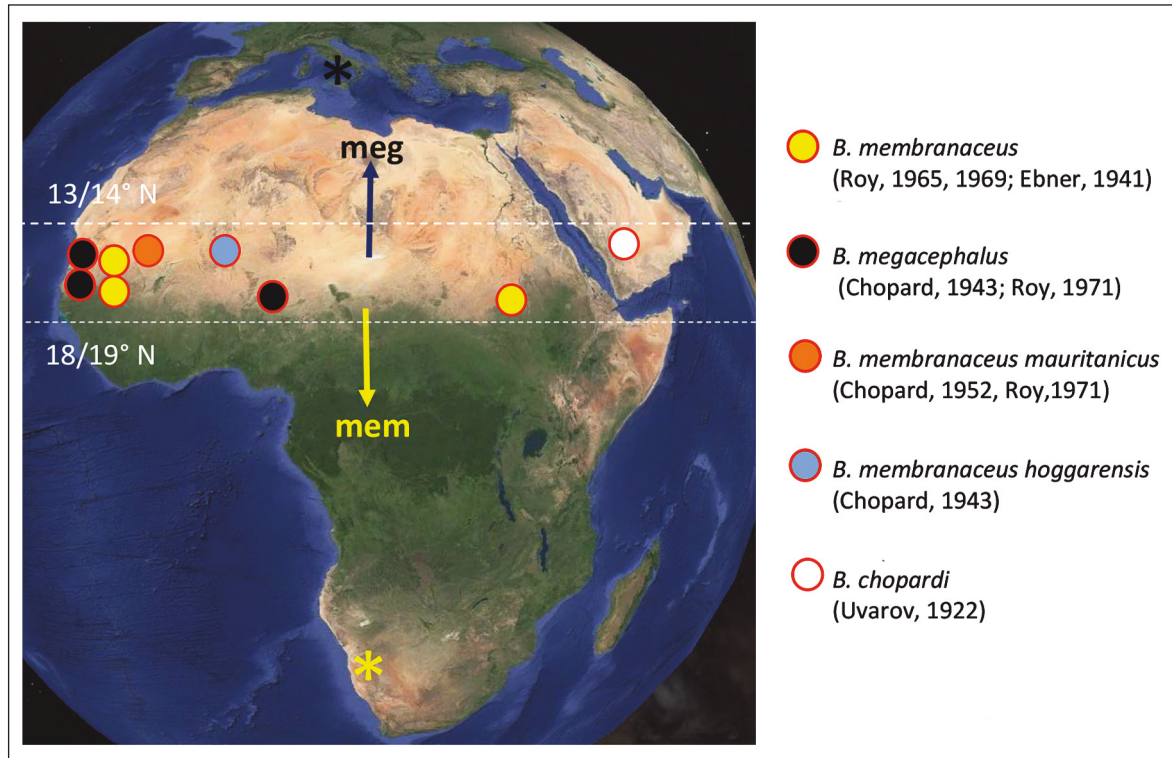 meg
13/14° N
18/19° N
mem
B. membranaceus
(Roy, 1965, 1969; Ebner, 1941)
B. megacephalus
(Chopard, 1943; Roy, 1971)
B. membranaceus mauritanicus
(Chopard, 1952, Roy,1971)
B. membranaceus hoggarensis
(Chopard, 1943)
B. chopardi
(Uvarov, 1922)